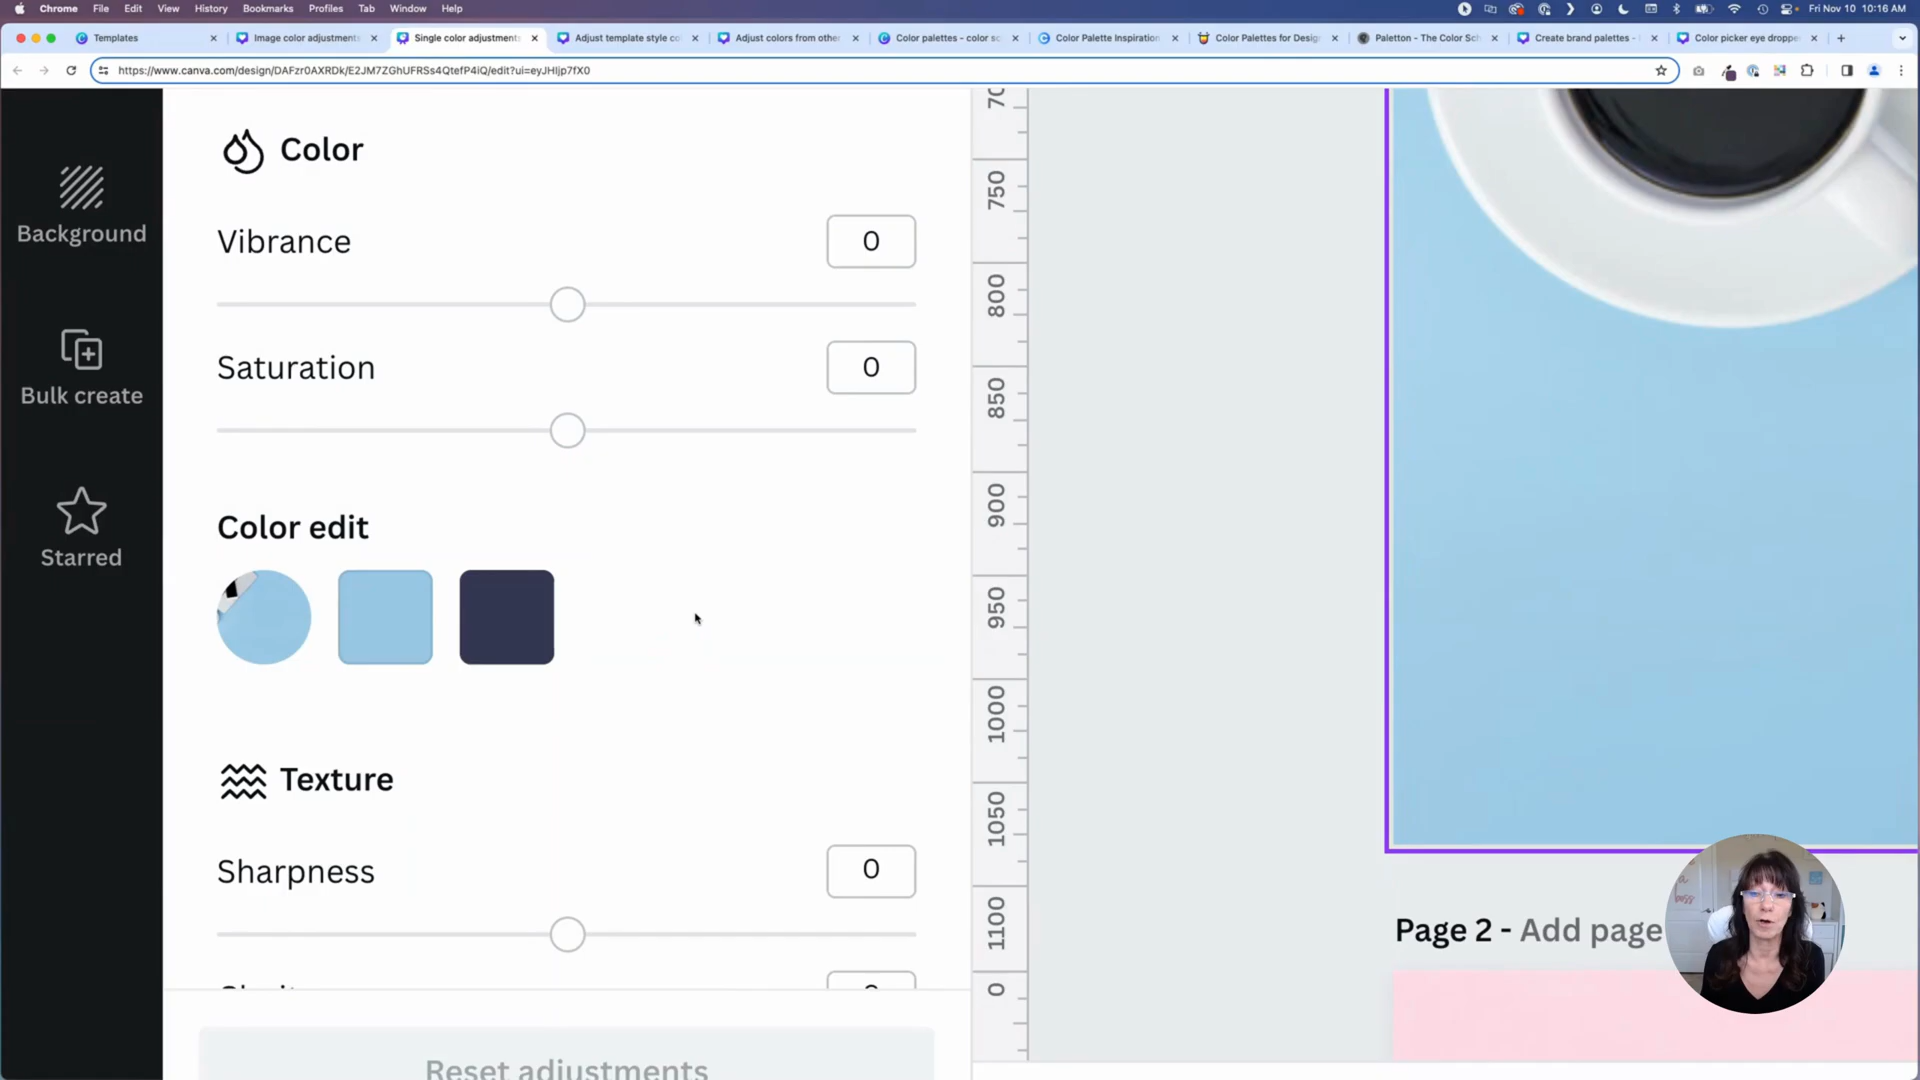 Chrome File Edit View History Bookmarks Profiles Tab Window Help
Fri Nov 10 10:16 AM
Templates
Image color adjustments
Single color adjustments
Adjust template style co
Adjust colors from other
Color palettes - color sc
Color Palette Inspiration
Color Palettes for Design
Paletton - The Color Sch
Create brand palettes -
Color picker eye droppe
https://www.canva.com/design/DAFzr0AXRDk/E2JM7ZGhUFRSs4QtefP4iQ/edit?ui=eyJHIjp7fX0
Background
Bulk create
Starred
Color
Vibrance 0
Saturation 0
Color edit
Texture
Sharpness 0
Reset adjustments
750
800
850
900
950
1000
1050
1100
0
Page 2 - Add page